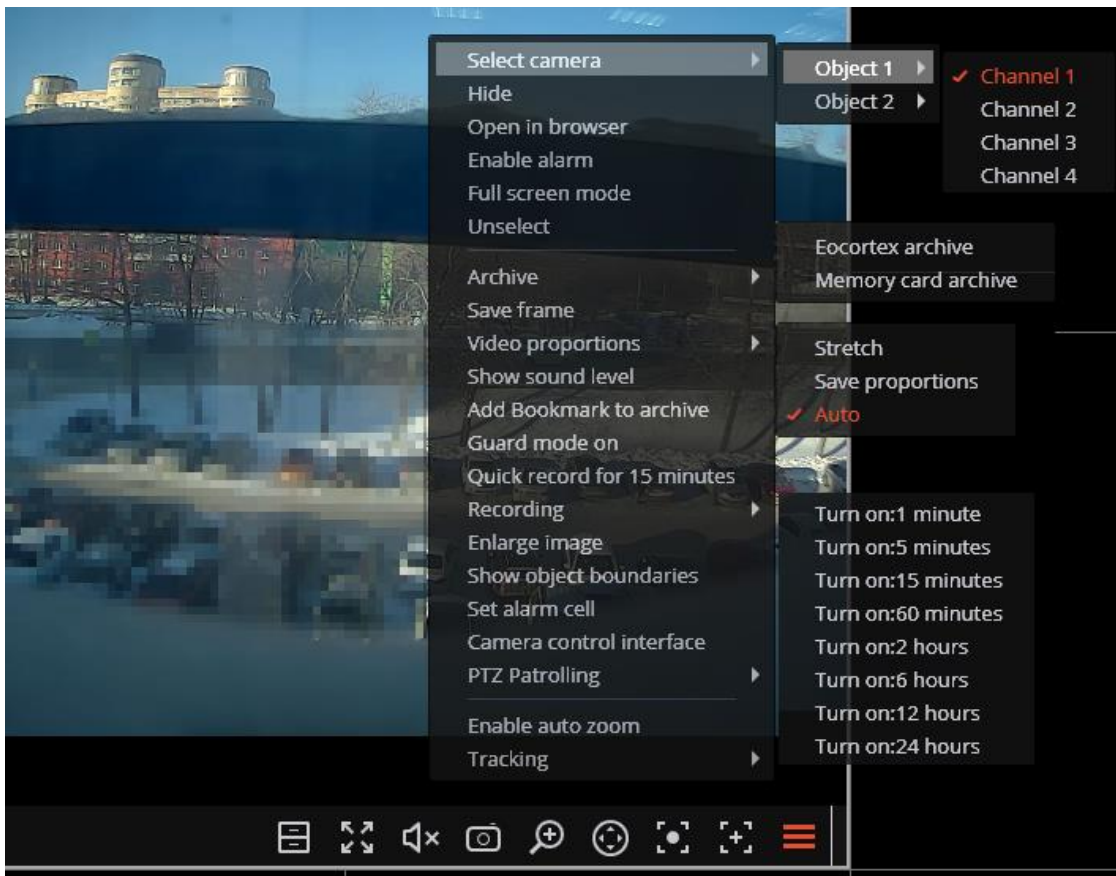 Select camera
Hide
Open in browser
Enable alarm
Full screen mode
Unselect
Archive
Save frame
Video proportions
Show sound level
Add Bookmark to archive
Guard mode on
Quick record for 15 minutes
Recording
Enlarge image
Show object boundaries
Set alarm cell
Camera control interface
PTZ Patrolling
Enable auto zoom
Tracking
Object 1
Object 2
Channel 1
Channel 2
Channel 3
Channel 4
Eocortex archive
Memory card archive
Stretch
Save proportions
Auto
Turn on:1 minute
Turn on:5 minutes
Turn on:15 minutes
Turn on:60 minutes
Turn on:2 hours
Turn on:6 hours
Turn on:12 hours
Turn on:24 hours